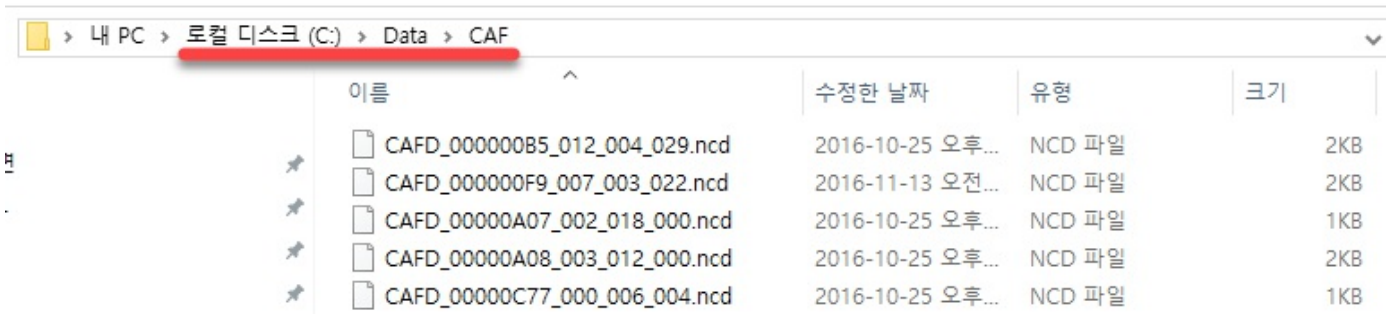 > 내 PC > 로컬 디스크 (C:) > Data > CAF
이름 수정한 날짜 유형 크기
CAFD_000000B5_012_004_029.ncd 2016-10-25 오후... NCD 파일 2KB
면 CAFD_000000F9_007_003_022.ncd 2016-11-13 오전... NCD 파일 2KB
CAFD_00000A07_002_018_000.ncd 2016-10-25 오후... NCD 파일 1KB
CAFD_00000A08_003_012_000.ncd 2016-10-25 오후... NCD 파일 2KB
CAFD_00000C77_000_006_004.ncd 2016-10-25 오후... NCD 파일 1KB